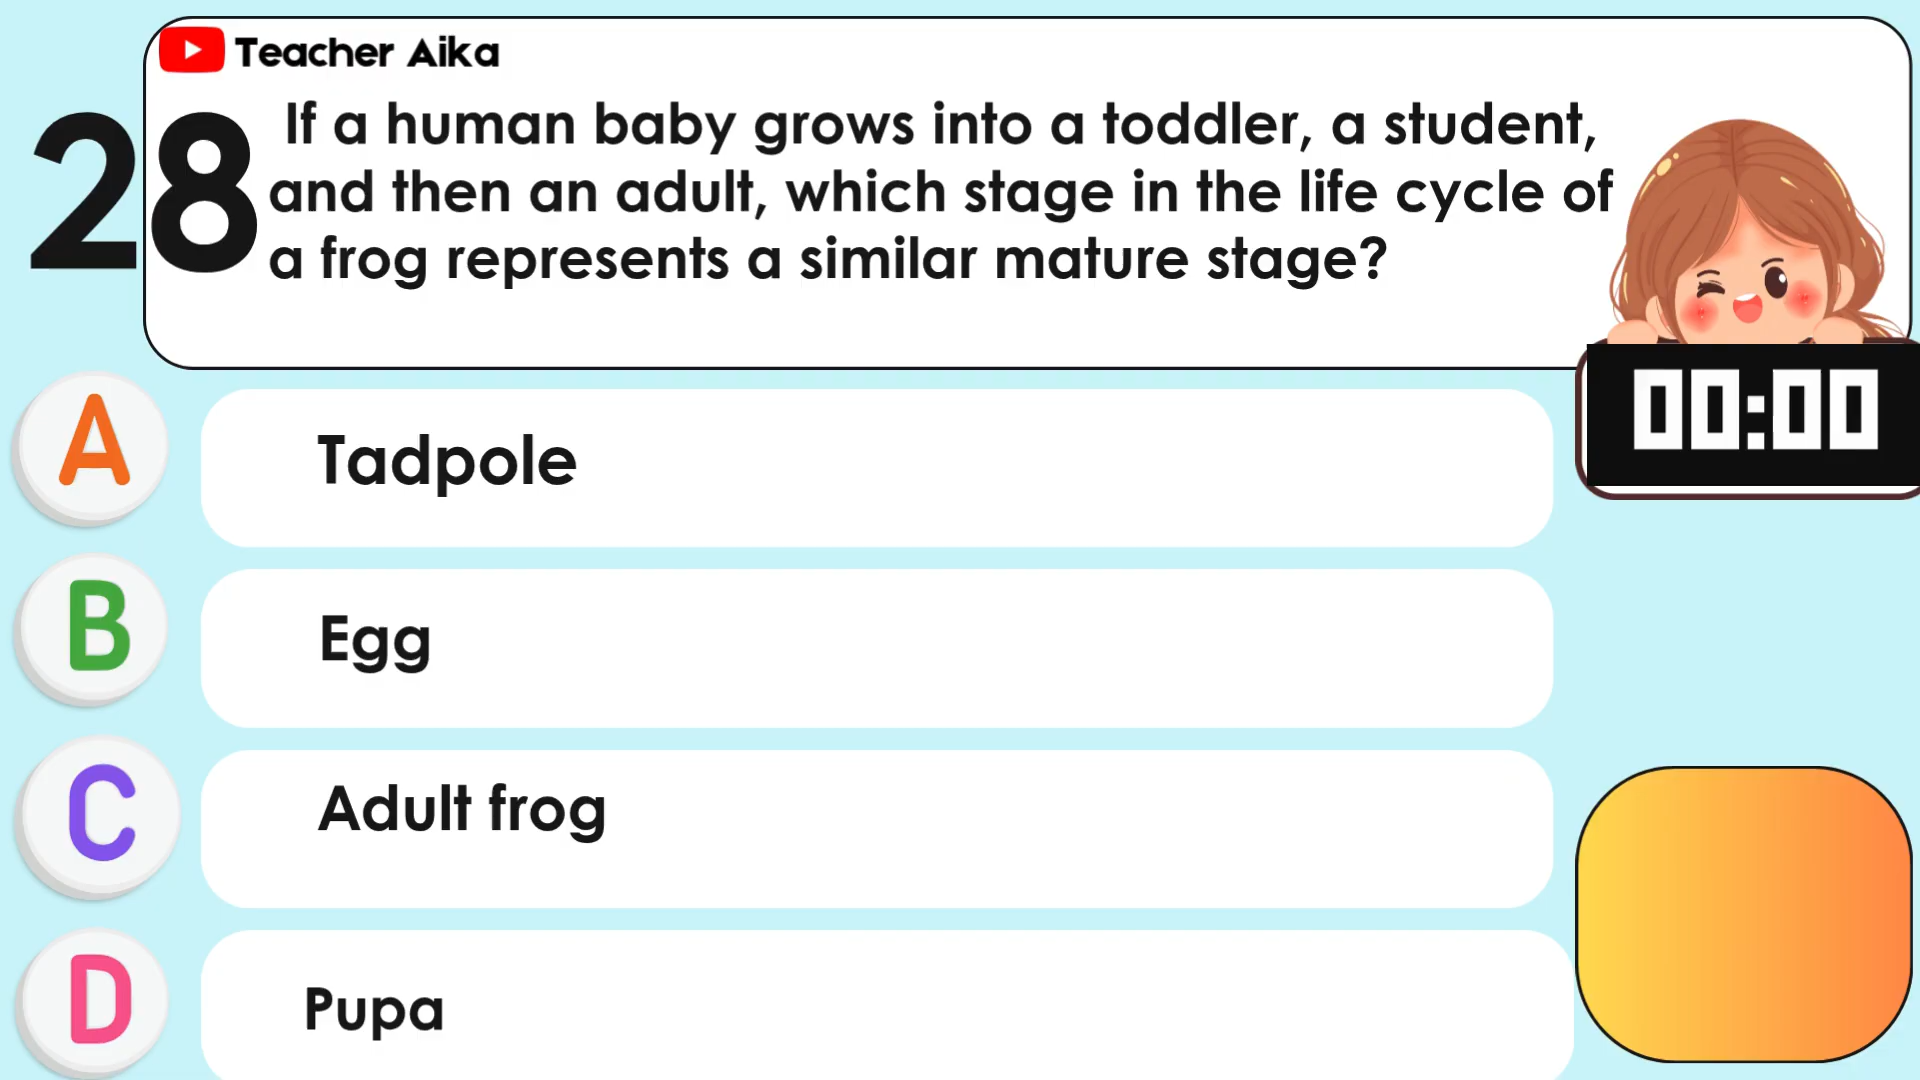 Teacher Aika
28
If a human baby grows into a toddler, a student,
and then an adult, which stage in the life cycle of
a frog represents a similar mature stage?
00:00
A
Tadpole
B
Egg
C
Adult frog
D
Pupa